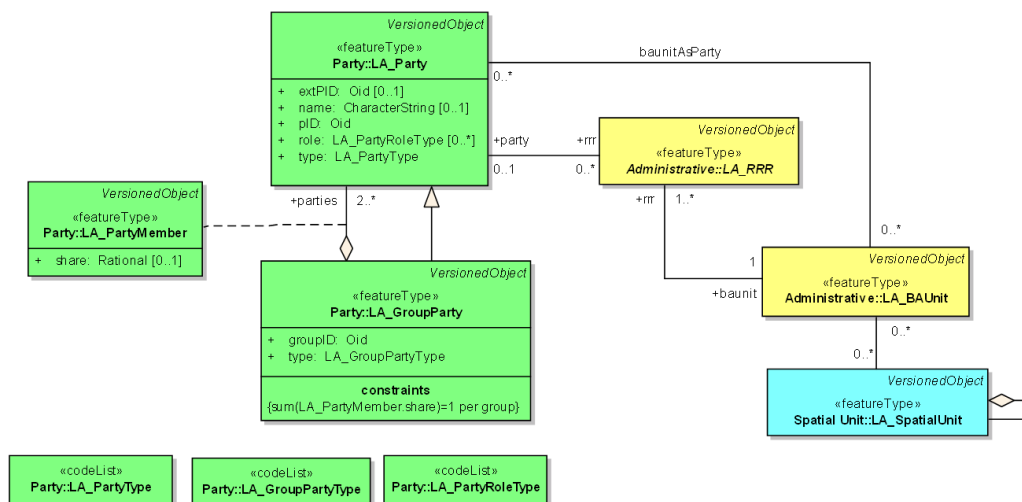 VersionedObject
«featureType»
Party::LA_Party
+ extPID: Oid [0..1]
+ name: CharacterString [0..1]
+ pID: Oid
+ role: LA_PartyRoleType [0..*]
+ type: LA_PartyType
baunitAsParty
0..*
VersionedObject
«featureType»
Administrative::LA_RRR
+party
+rrr
0..1
0..*
VersionedObject
«featureType»
Party::LA_PartyMember
+ share: Rational [0..1]
+parties
2..*
+rrr
1..*
0..*
VersionedObject
«featureType»
Party::LA_GroupParty
+ groupID: Oid
+ type: LA_GroupPartyType
constraints
{sum(LA_PartyMember.share)=1 per group}
1
+baunit
VersionedObject
«featureType»
Administrative::LA_BAUnit
0..*
0..*
VersionedObject
«featureType»
Spatial Unit::LA_SpatialUnit
«codeList»
Party::LA_PartyType
«codeList»
Party::LA_GroupPartyType
«codeList»
Party::LA_PartyRoleType